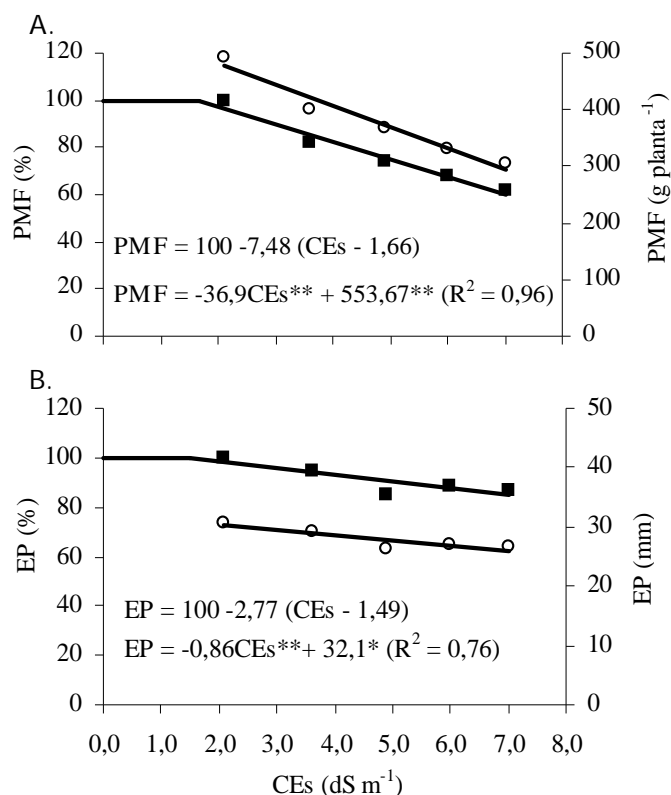 A.
120
100
80
60
40
20
0
PMF (%)
500
400
300
200
100
0
PMF (g planta⁻¹)
PMF = 100 -7,48 (CEs - 1,66)
PMF = -36,9CEs** + 553,67** (R² = 0,96)
B.
120
100
80
60
40
20
0
EP (%)
50
40
30
20
10
0
EP (mm)
EP = 100 -2,77 (CEs - 1,49)
EP = -0,86CEs**+ 32,1* (R² = 0,76)
0,0 1,0 2,0 3,0 4,0 5,0 6,0 7,0 8,0
CEs (dS m⁻¹)